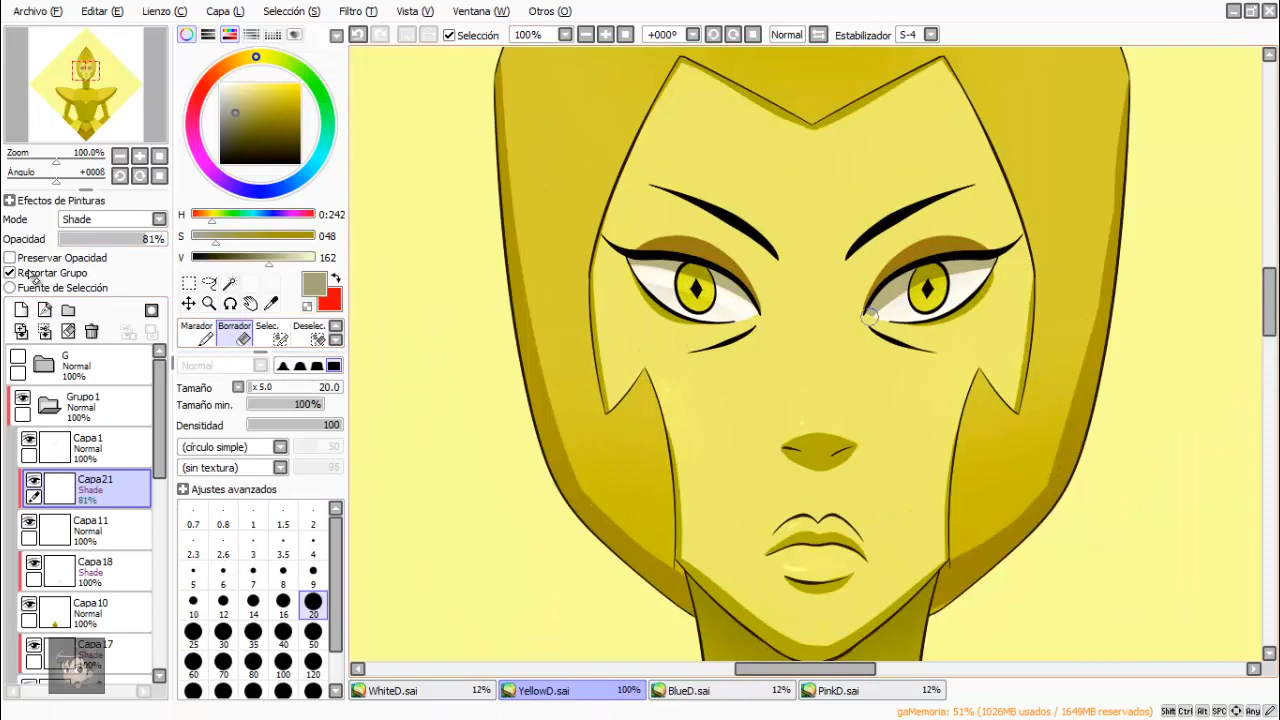 Archivo (F) Editar (E) Lienzo (C) Capa (L) Selección (S) Filtro (T) Vista (V) Ventana (W) Otros (O)
Selección 100% +000° Normal Estabilizador S-4
Zoom 100.0%
Ángulo +000ß
Efectos de Pinturas
Modo Shade
Opacidad 81%
Preservar Opacidad
Recortar Grupo
Fuente de Selección
G
Normal
100%
Grupo1
Normal
100%
Capa1
Normal
100%
Capa21
Shade
81%
Capa11
Normal
100%
Capa18
Shade
100%
Capa10
Normal
100%
Capa17
100%
H 0:242
S 048
V 162
Marador Borrador Selec. Deselec.
Normal
Tamaño x 5.0 20.0
Tamaño min. 100%
Densidad 100
(círculo simple) 50
(sin textura) 95
Ajustes avanzados
0.7 0.8 1 1.5 2
2.3 2.6 3 3.5 4
5 6 7 8 9
10 12 14 16 20
25 30 35 40 50
60 70 80 100 120
WhiteD.sai 12% YellowD.sai 100% BlueD.sai 12% PinkD.sai 12%
gaMemoria: 51% (1026MB usados / 1649MB reservados) Shift Ctrl Alt SPC Any